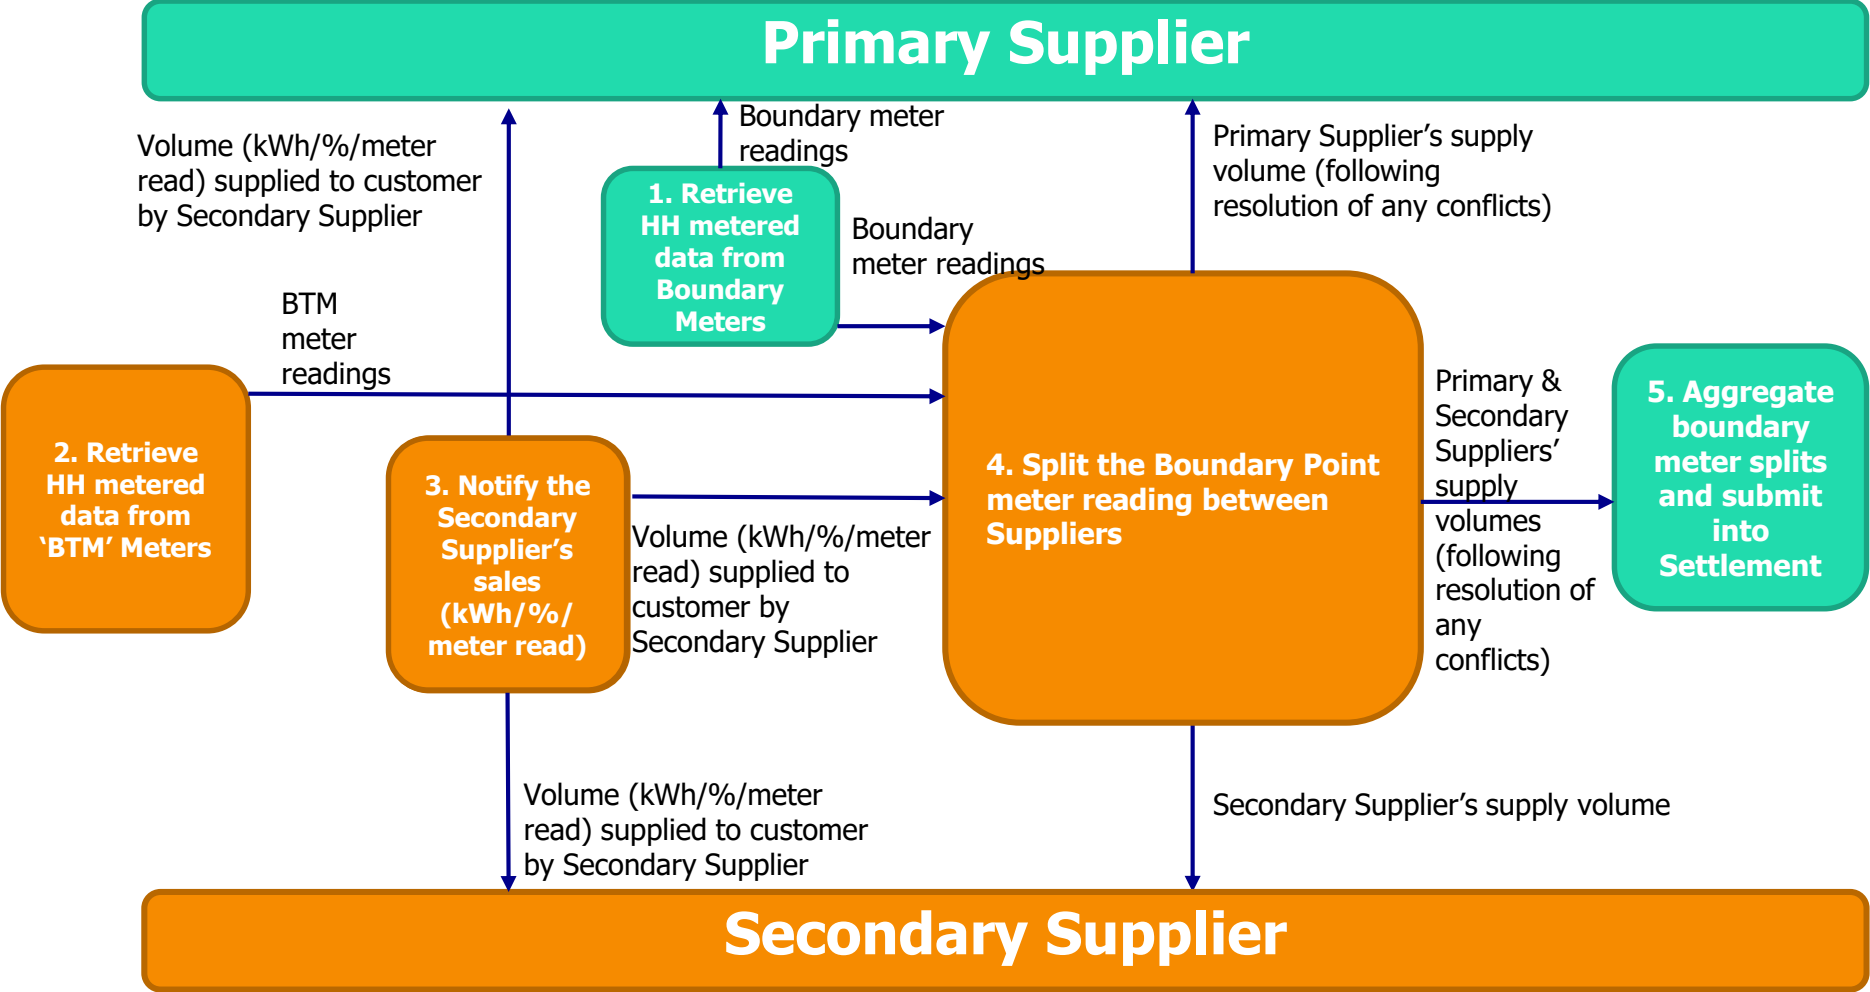 Primary Supplier
Volume (kWh/%/meter
read) supplied to customer
by Secondary Supplier
Boundary meter
readings
Primary Supplier’s supply
volume (following
resolution of any conflicts)
1. Retrieve
HH metered
data from
Boundary
Meters
Boundary
meter readings
BTM
meter
readings
2. Retrieve
HH metered
data from
‘BTM’ Meters
3. Notify the
Secondary
Supplier’s
sales
(kWh/%/
meter read)
Volume (kWh/%/meter
read) supplied to
customer by
Secondary Supplier
4. Split the Boundary Point
meter reading between
Suppliers
Primary &
Secondary
Suppliers’
supply
volumes
(following
resolution of
any
conflicts)
5. Aggregate
boundary
meter splits
and submit
into
Settlement
Volume (kWh/%/meter
read) supplied to customer
by Secondary Supplier
Secondary Supplier’s supply volume
Secondary Supplier